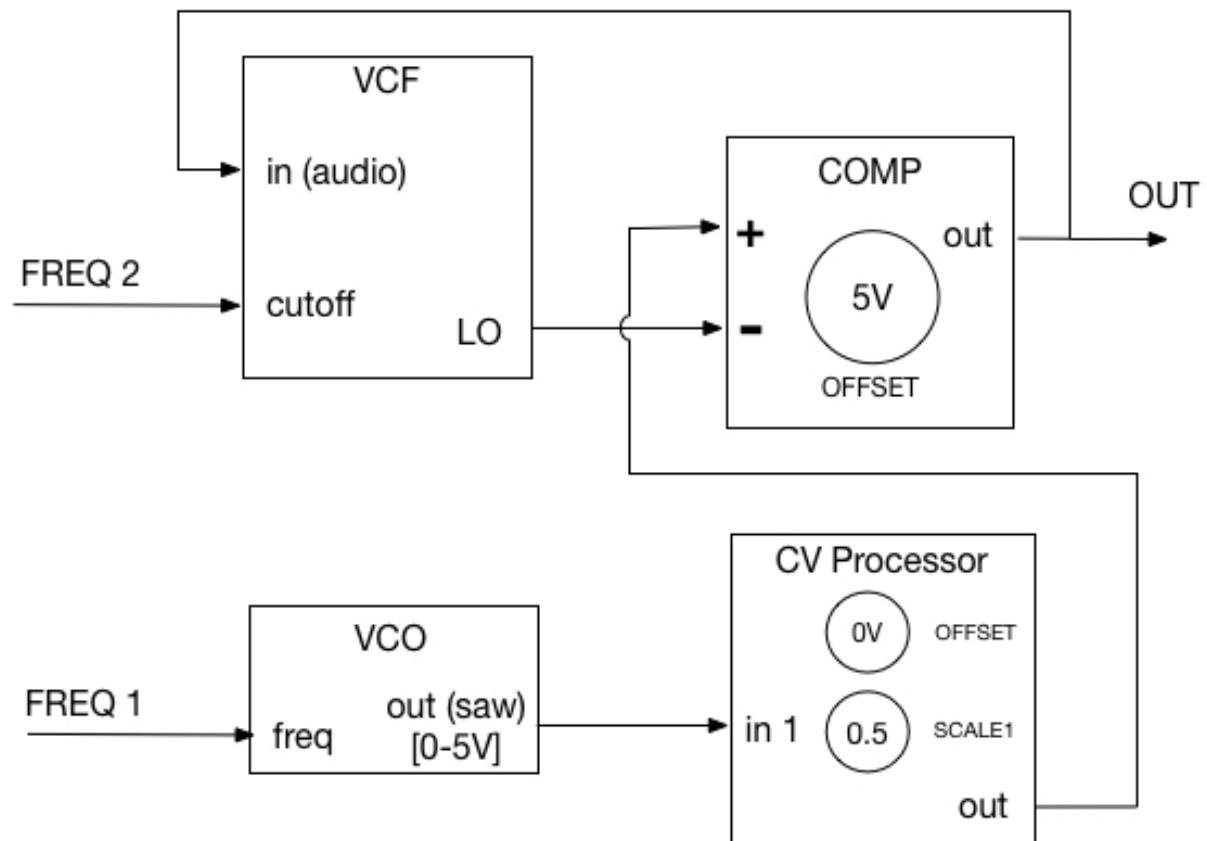 VCF
in (audio)
FREQ 2
cutoff
LO
COMP
+
-
out
5V
OFFSET
OUT
CV Processor
0V
OFFSET
in 1
0.5
SCALE1
out
VCO
FREQ 1
freq
out (saw)
[0-5V]